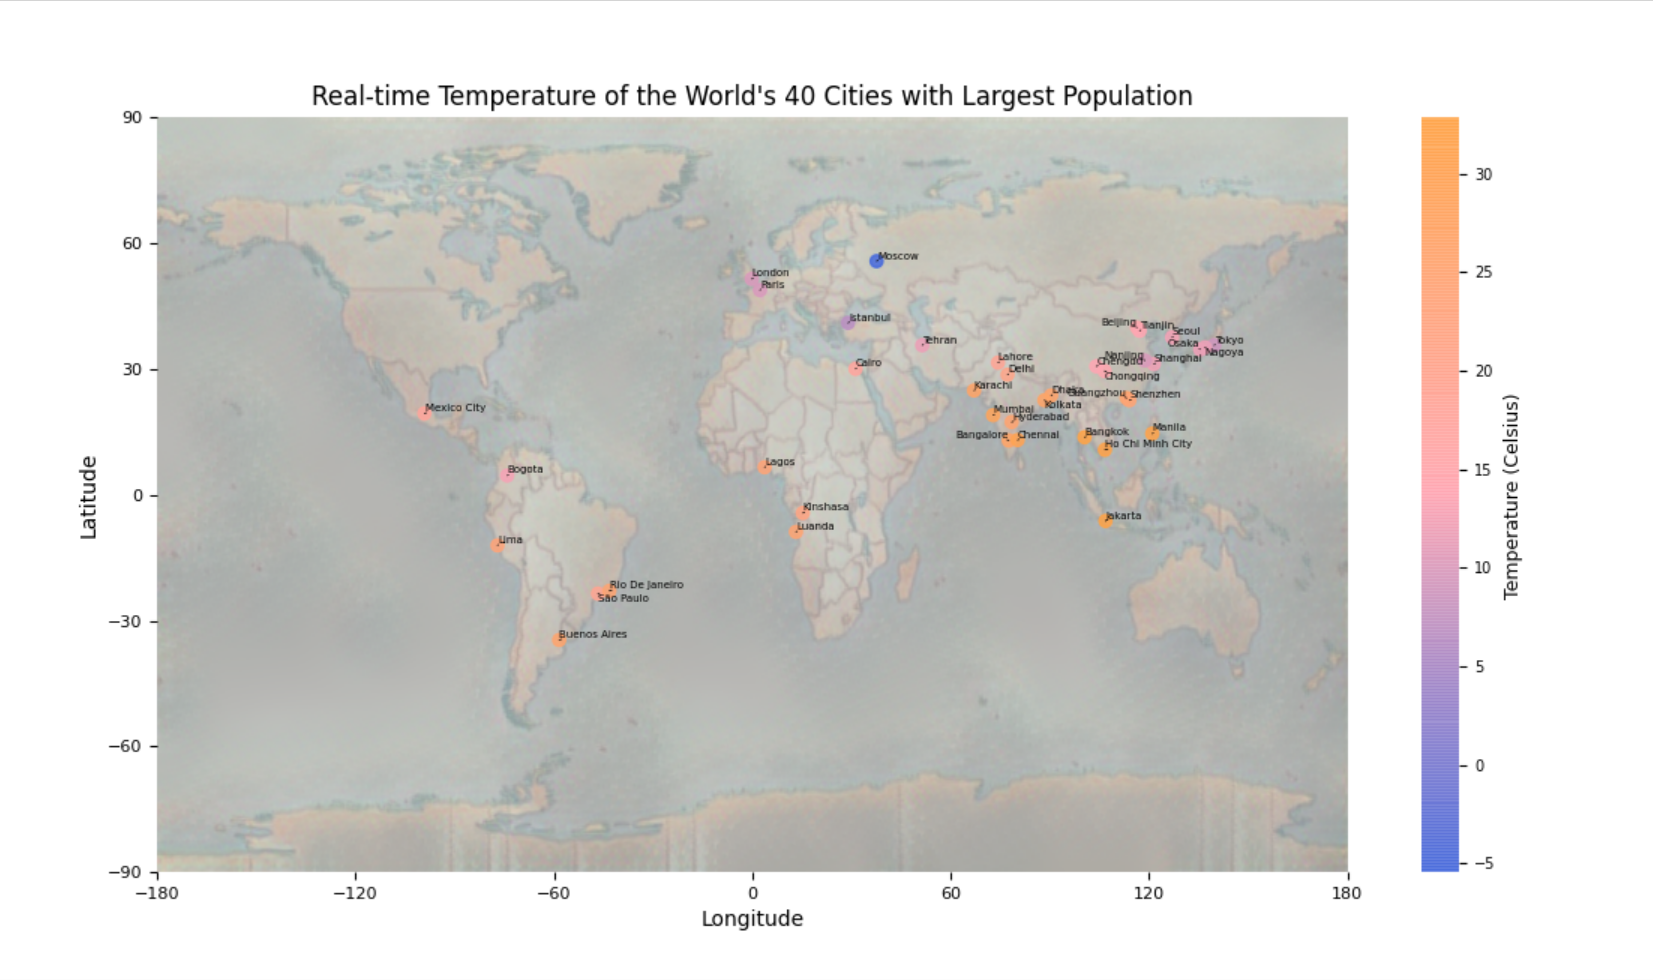 Real-time Temperature of the World's 40 Cities with Largest Population
90
60
30
0
−30
−60
−90
Latitude
−180
−120
−60
0
60
120
180
Longitude
Moscow
London
Paris
Istanbul
Tehran
Cairo
Beijing
Tianjin
Seoul
Osaka
Tokyo
Nagoya
Nanjing
Shanghai
Chengdu
Chongqing
Lahore
Delhi
Karachi
Dhaka
Guangzhou
Shenzhen
Kolkata
Mumbai
Hyderabad
Bangalore
Chennai
Bangkok
Manila
Ho Chi Minh City
Jakarta
Mexico City
Bogota
Lagos
Kinshasa
Luanda
Lima
Rio De Janeiro
São Paulo
Buenos Aires
30
25
20
15
10
5
0
−5
Temperature (Celsius)